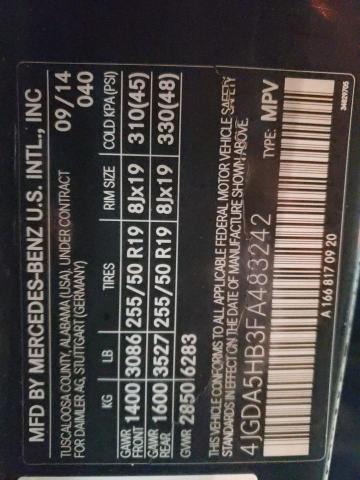 MFD BY MERCEDES-BENZ U.S. INTL., INC
TUSCALOOSA COUNTY, ALABAMA (USA). UNDER CONTRACT
FOR DAIMLER AG, STUTTGART (GERMANY)
09/14
040
KG LB TIRES RIM SIZE COLD KPA(PSI)
GAWR FRONT 1400 3086 255/50 R19 8Jx19 310(45)
GAWR REAR 1600 3527 255/50 R19 8Jx19 330(48)
GVWR 2850 6283
THIS VEHICLE CONFORMS TO ALL APPLICABLE FEDERAL MOTOR VEHICLE SAFETY
STANDARDS IN EFFECT ON THE DATE OF MANUFACTURE SHOWN ABOVE.
4JGDA5HB3FA483242 TYPE: MPV
A 166 817 09 20
34829705